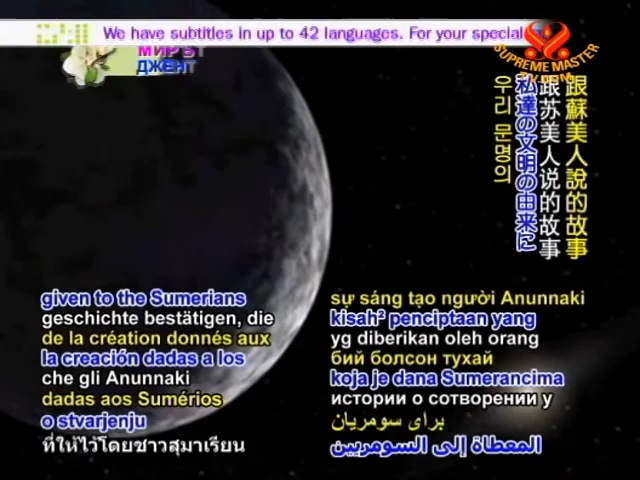 We have subtitles in up to 42 languages. For your special
SUPREME MASTER
TV.COM
МИРЪТ
ДЖЕНТ
跟蘇美人說的故事
跟苏美人说的故事
私達の文明の由来に
우리 문명의
given to the Sumerians
geschichte bestätigen, die
de la création donnés aux
la creación dadas a los
che gli Anunnaki
dadas aos Sumérios
o stvarjenju
ที่ให้ไว้โดยชาวสุมาเรียน
sự sáng tạo người Anunnaki
kisah² penciptaan yang
yg diberikan oleh orang
бий болсон тухай
koja je dana Sumerancima
истории о сотворении у
برای سومریان
المعطاة إلى السومريين